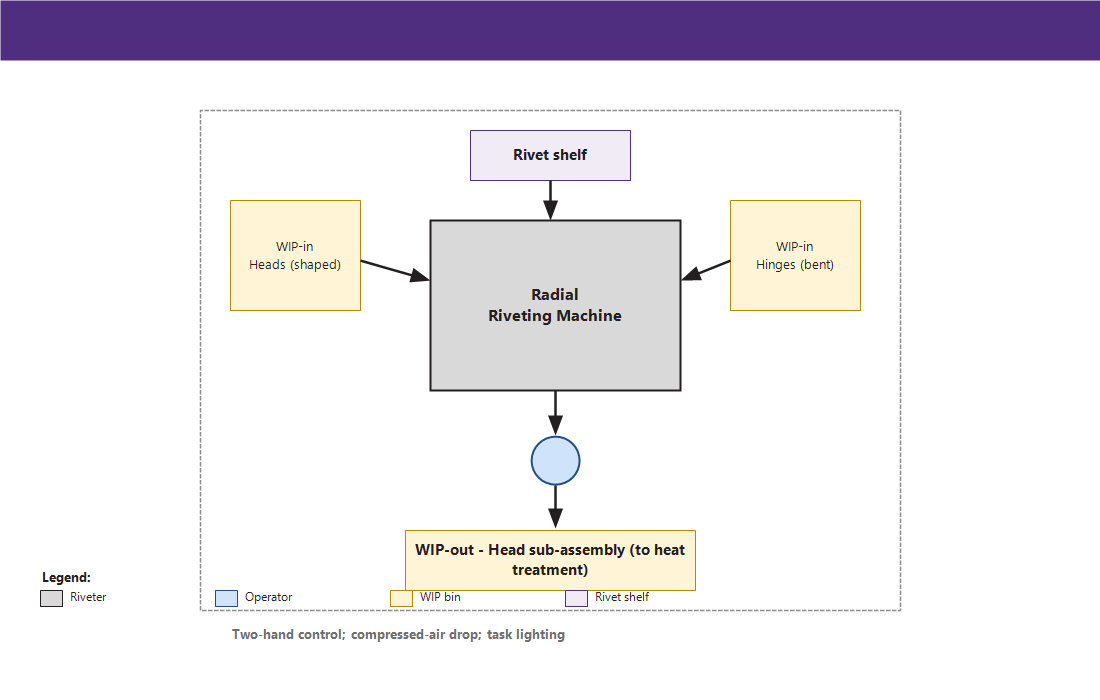 Rivet shelf
WIP-in
Heads (shaped)
WIP-in
Hinges (bent)
Radial
Riveting Machine
WIP-out - Head sub-assembly (to heat
treatment)
Legend:
Riveter
Operator
WIP bin
Rivet shelf
Two-hand control; compressed-air drop; task lighting